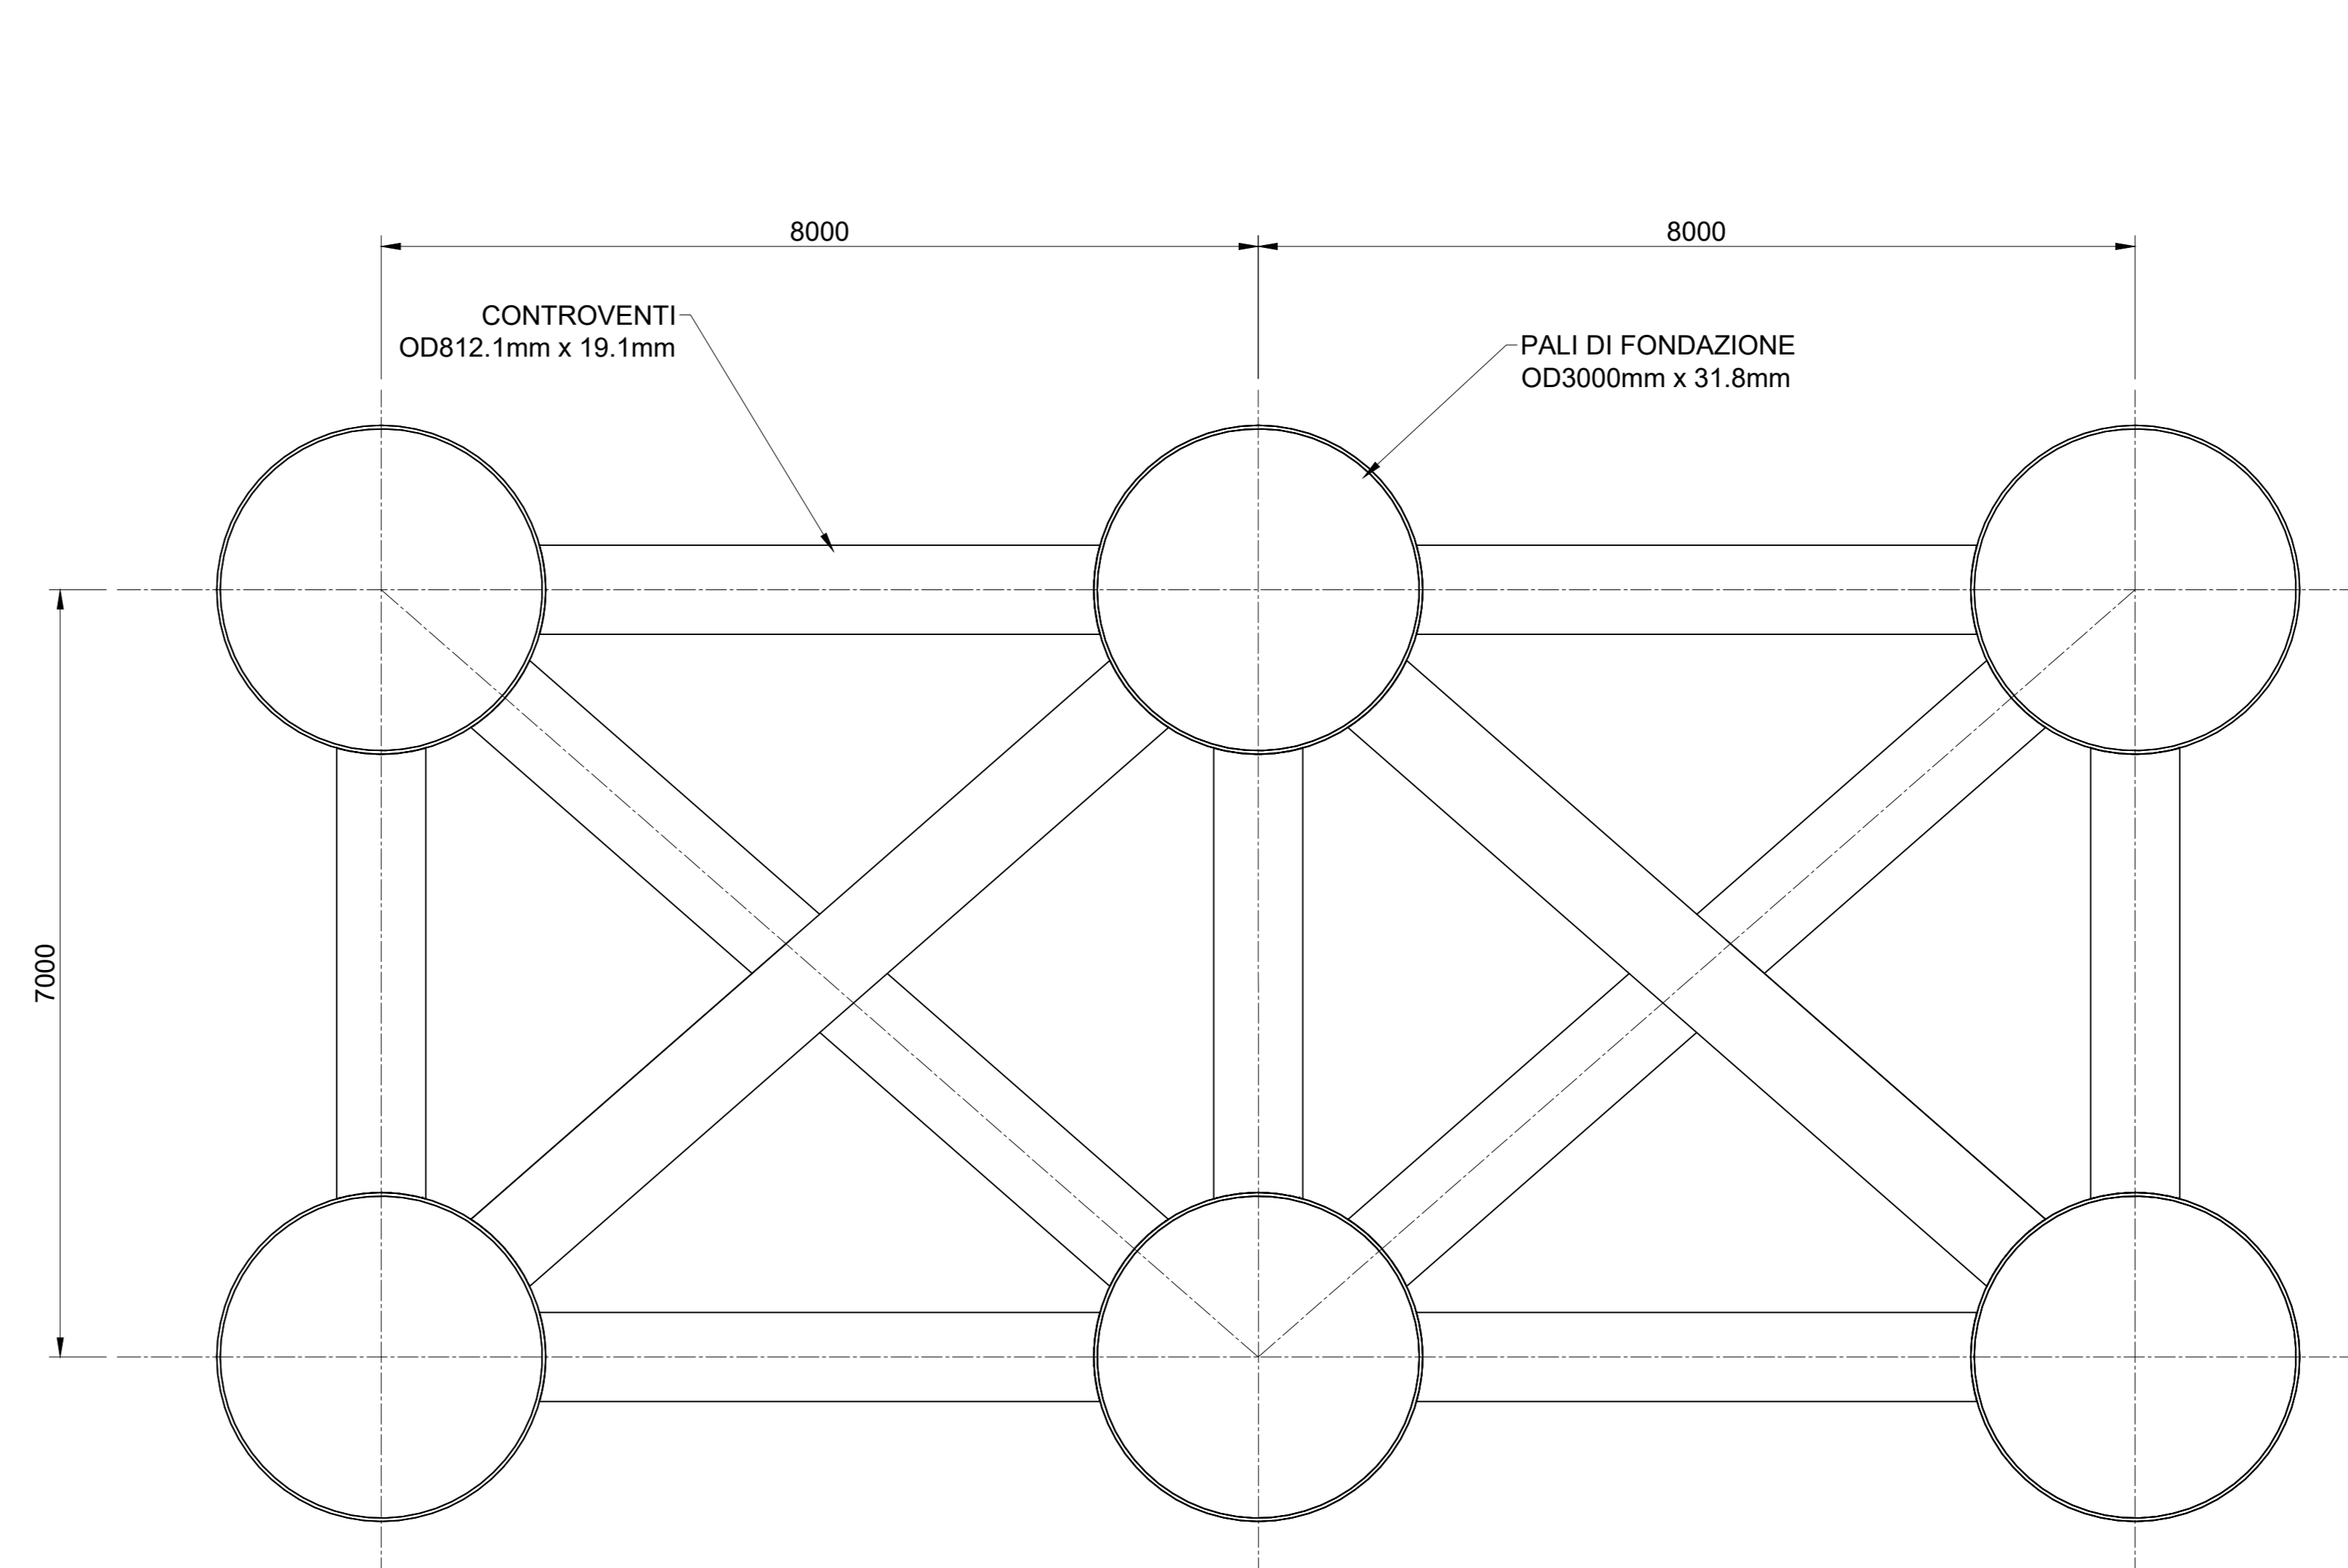 8000
8000
CONTROVENTI
OD812.1mm x 19.1mm
PALI DI FONDAZIONE
OD3000mm x 31.8mm
7000